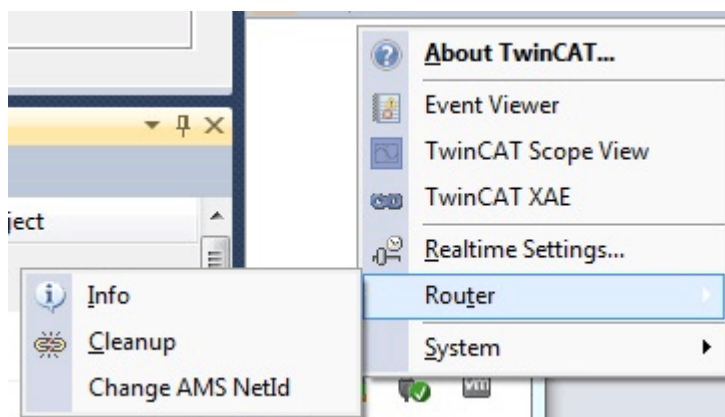 About TwinCAT...
Event Viewer
TwinCAT Scope View
TwinCAT XAE
Realtime Settings...
Router
System
ject
Info
Cleanup
Change AMS NetId